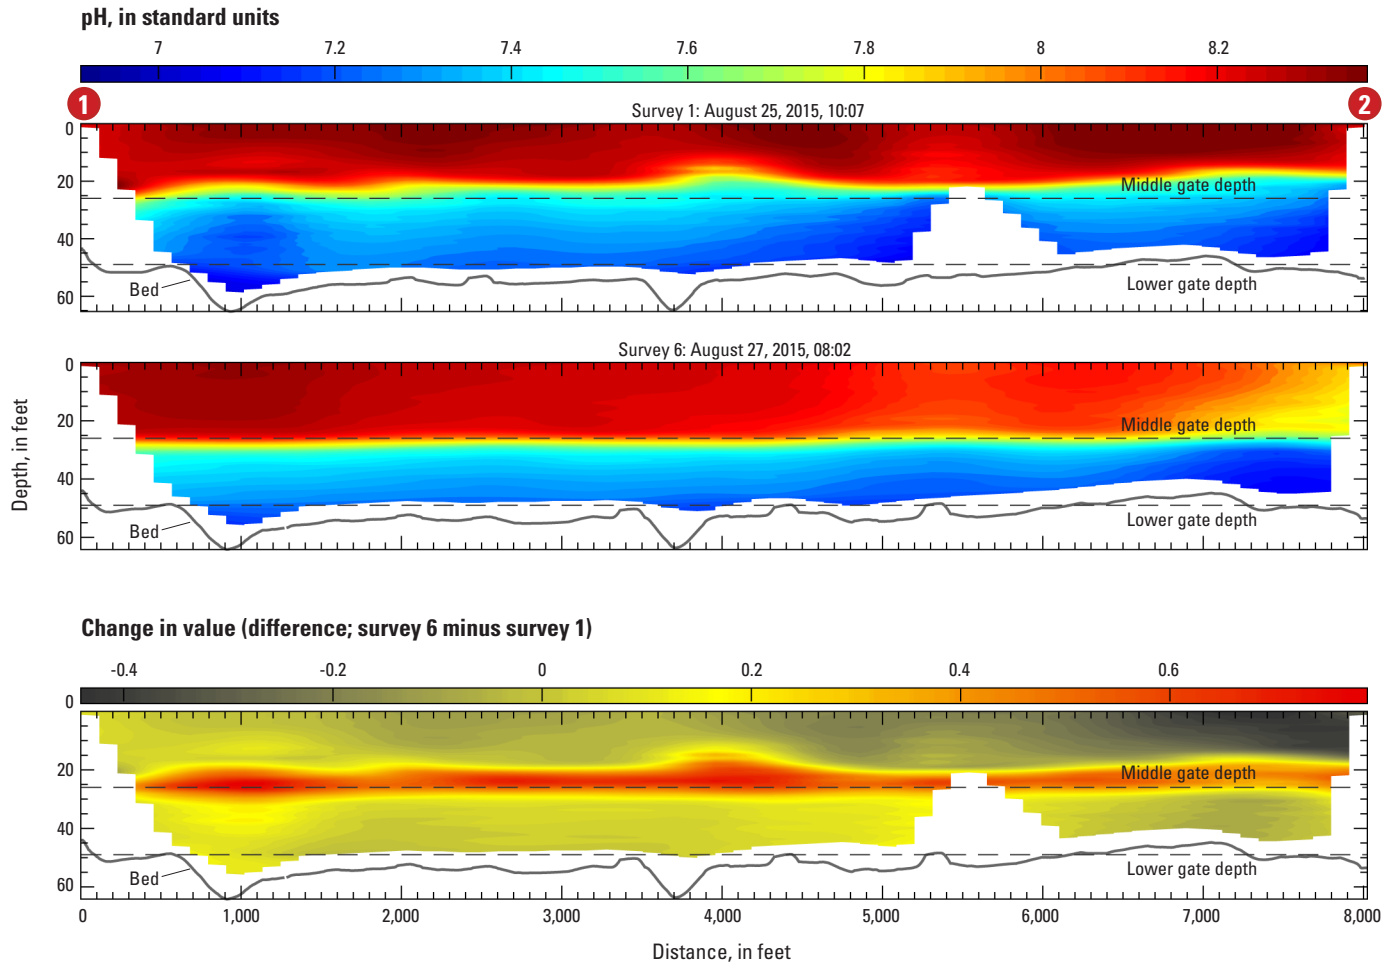 pH, in standard units
7 7.2 7.4 7.6 7.8 8 8.2
1 Survey 1: August 25, 2015, 10:07 2
0
20
40
60
Middle gate depth
Bed
Lower gate depth
Survey 6: August 27, 2015, 08:02
0
20
40
60
Middle gate depth
Bed
Lower gate depth
Depth, in feet
Change in value (difference; survey 6 minus survey 1)
-0.4 -0.2 0 0.2 0.4 0.6
0
20
40
60
Middle gate depth
Bed
Lower gate depth
0 1,000 2,000 3,000 4,000 5,000 6,000 7,000 8,000
Distance, in feet